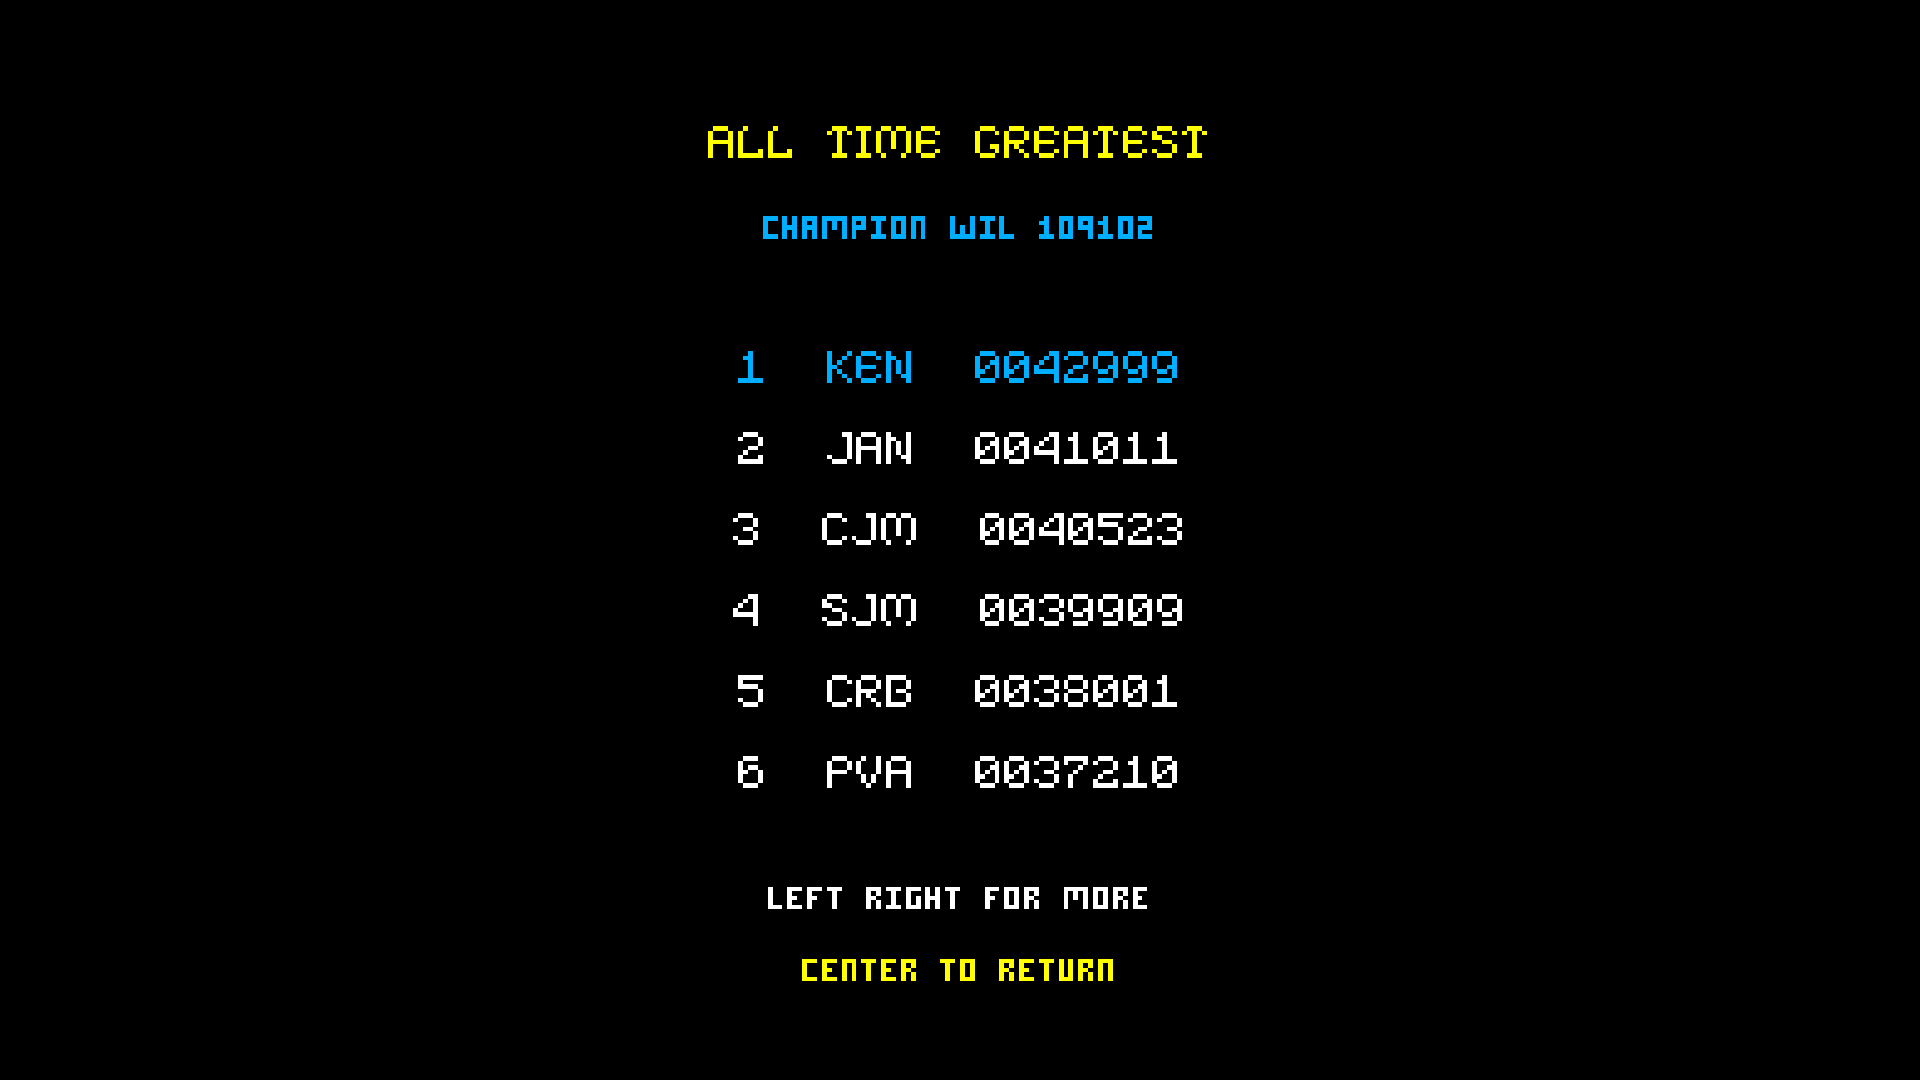 ALL TIME GREATEST
CHAMPION WIL 109102
1 KEN 0042999
2 JAN 0041011
3 CJM 0040523
4 SJM 0039909
5 CRB 0038001
6 PVA 0037210
LEFT RIGHT FOR MORE
CENTER TO RETURN